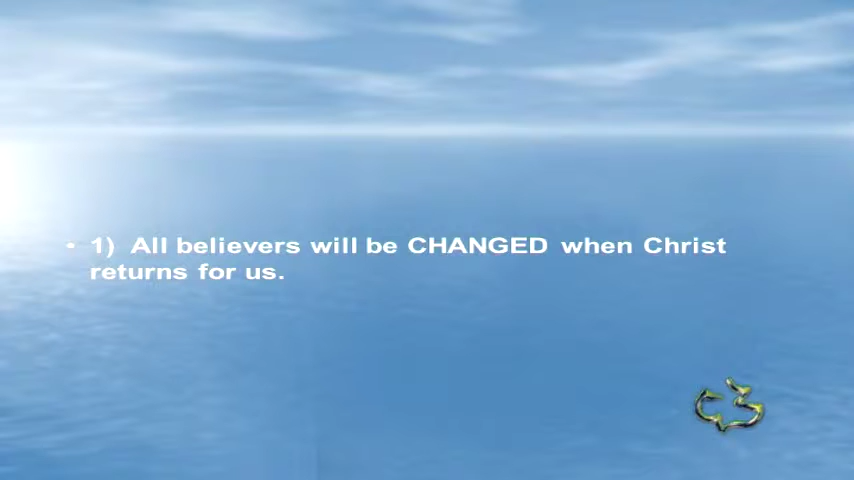 • 1) All believers will be CHANGED when Christ
returns for us.